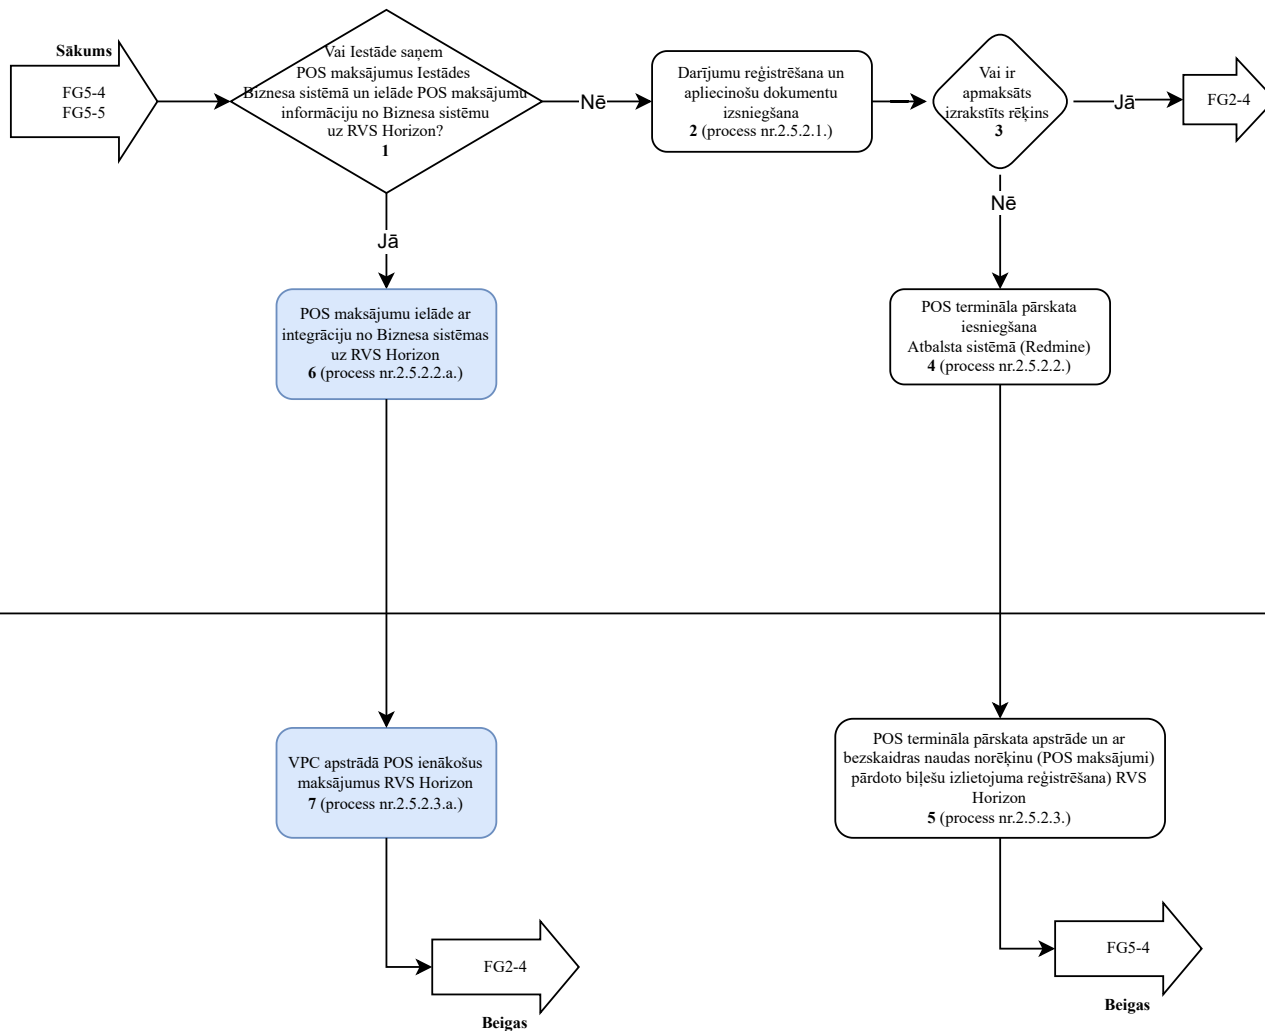 Sākums
FG5-4
FG5-5
Vai Iestāde saņem
POS maksājumus Iestādes
Biznesa sistēmā un ielāde POS maksājumu
informāciju no Biznesa sistēmu
uz RVS Horizon?
1
Nē
Darījumu reģistrēšana un
apliecinošu dokumentu
izsniegšana
2 (process nr.2.5.2.1.)
Vai ir
apmaksāts
izrakstīts rēķins
3
Jā
FG2-4
Jā
Nē
POS maksājumu ielāde ar
integrāciju no Biznesa sistēmas
uz RVS Horizon
6 (process nr.2.5.2.2.a.)
POS termināla pārskata
iesniegšana
Atbalsta sistēmā (Redmine)
4 (process nr.2.5.2.2.)
VPC apstrādā POS ienākošus
maksājumus RVS Horizon
7 (process nr.2.5.2.3.a.)
POS termināla pārskata apstrāde un ar
bezskaidras naudas norēķinu (POS maksājumi)
pārdoto biļešu izlietojuma reģistrēšana) RVS
Horizon
5 (process nr.2.5.2.3.)
FG2-4
Beigas
FG5-4
Beigas